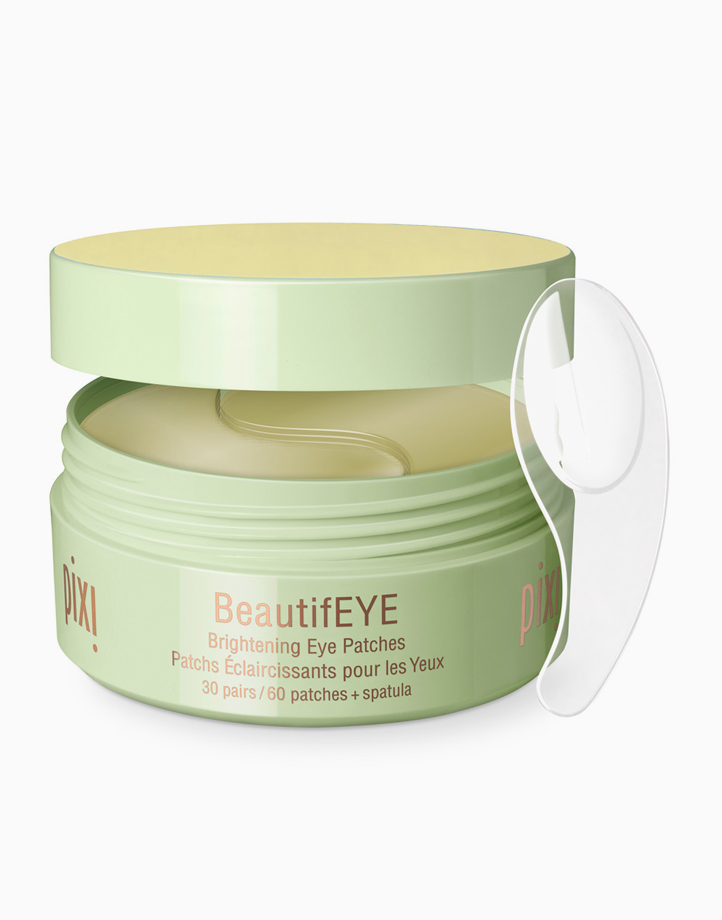 pixi
BeautifEYE
Brightening Eye Patches
Patchs Éclaircissants pour les Yeux
30 pairs / 60 patches + spatula
pixi